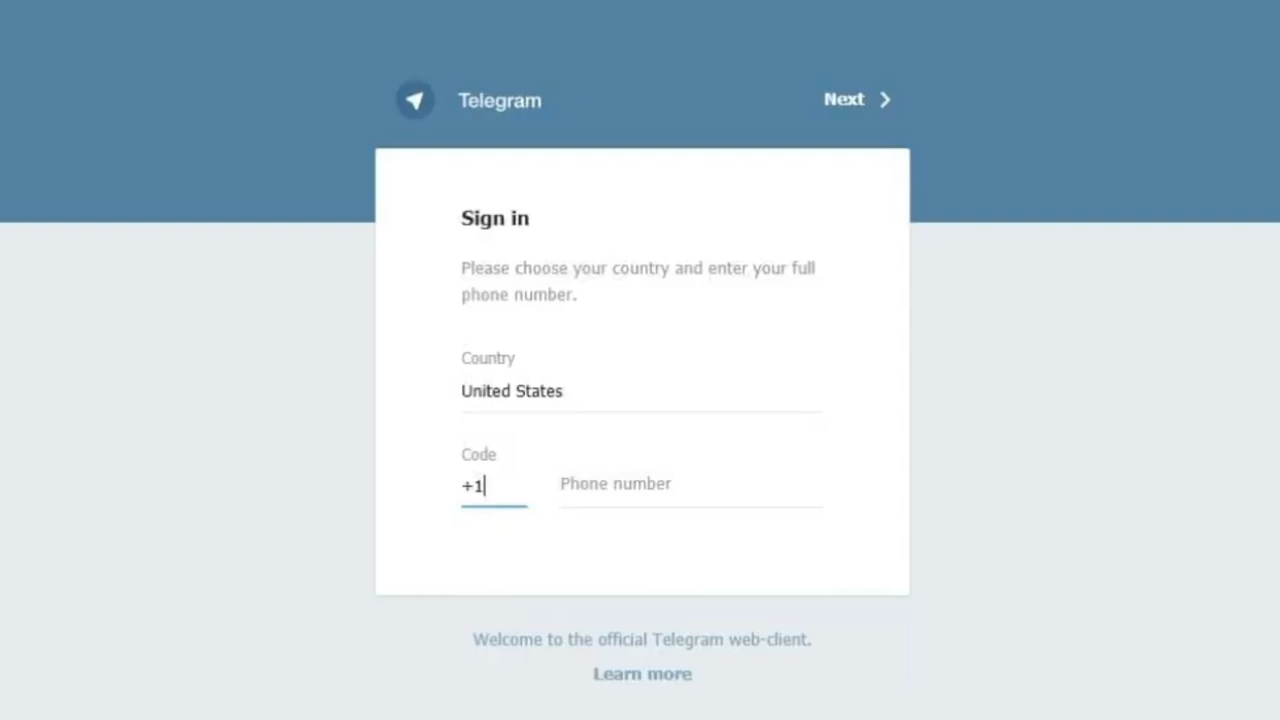 Telegram
Next
Sign in
Please choose your country and enter your full
phone number.
Country
United States
Code
+1
Phone number
Welcome to the official Telegram web-client.
Learn more